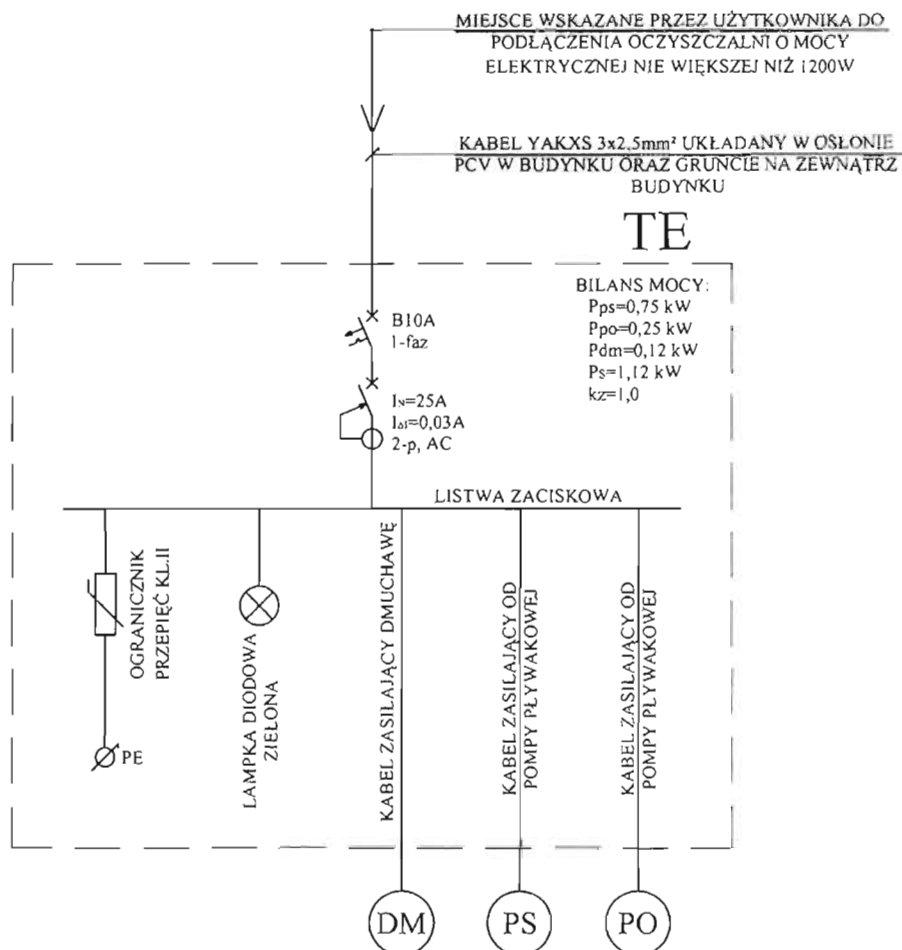 MIEJSCE WSKAZANE PRZEZ UŻYTKOWNIKA DO
PODŁĄCZENIA OCZYSZCZALNI O MOCY
ELEKTRYCZNEJ NIE WIĘKSZEJ NIŻ 1200W
KABEL YAKXS 3x2,5mm² UKŁADANY W OSŁONIE
PCV W BUDYNKU ORAZ GRUNCIE NA ZEWNĄTRZ
BUDYNKU
TE
BILANS MOCY:
Pps=0,75 kW
Ppo=0,25 kW
Pdm=0,12 kW
Ps=1,12 kW
kz=1,0
B10A
1-faz
IN=25A
IΔI=0,03A
2-p, AC
LISTWA ZACISKOWA
OGRANICZNIK
PRZEPIĘĆ KL.II
PE
LAMPKA DIODOWA
ZIELONA
KABEL ZASILAJĄCY DMUCHAWĘ
KABEL ZASILAJĄCY OD
POMPY PŁYWAKOWEJ
KABEL ZASILAJĄCY OD
POMPY PŁYWAKOWEJ
DM
PS
PO